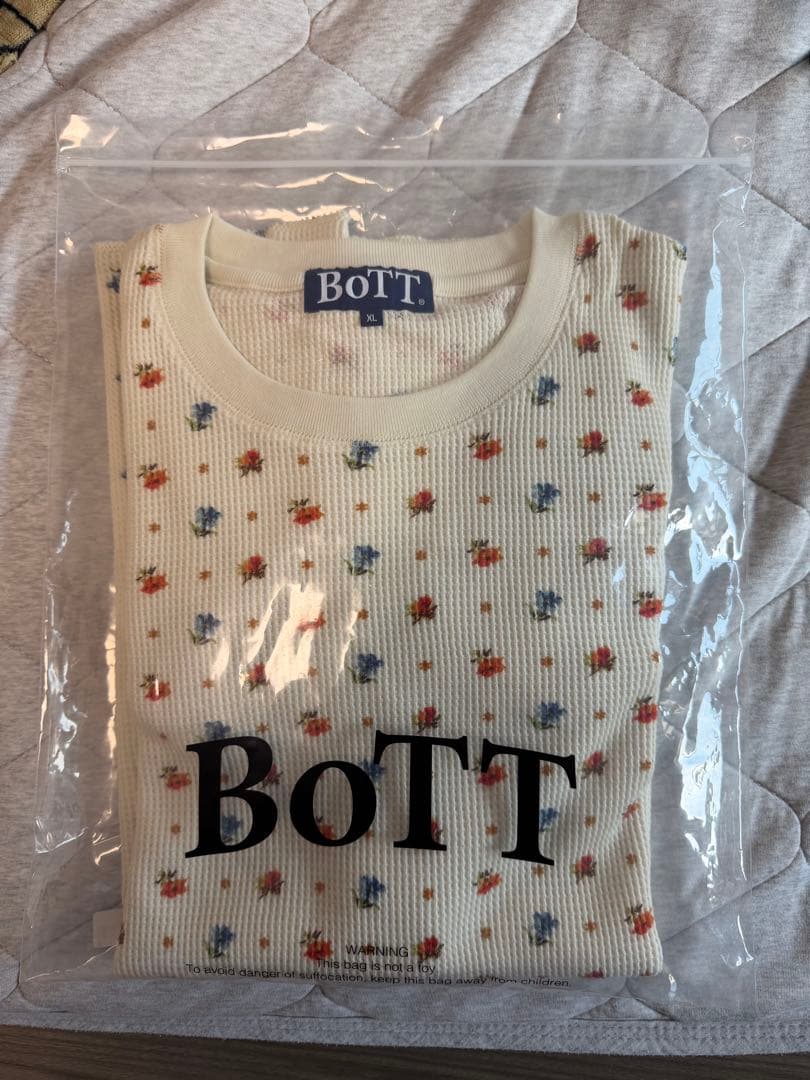 BoTT®
XL
BoTT
WARNING
This bag is not a toy
To avoid danger of suffocation, keep this bag away from children.